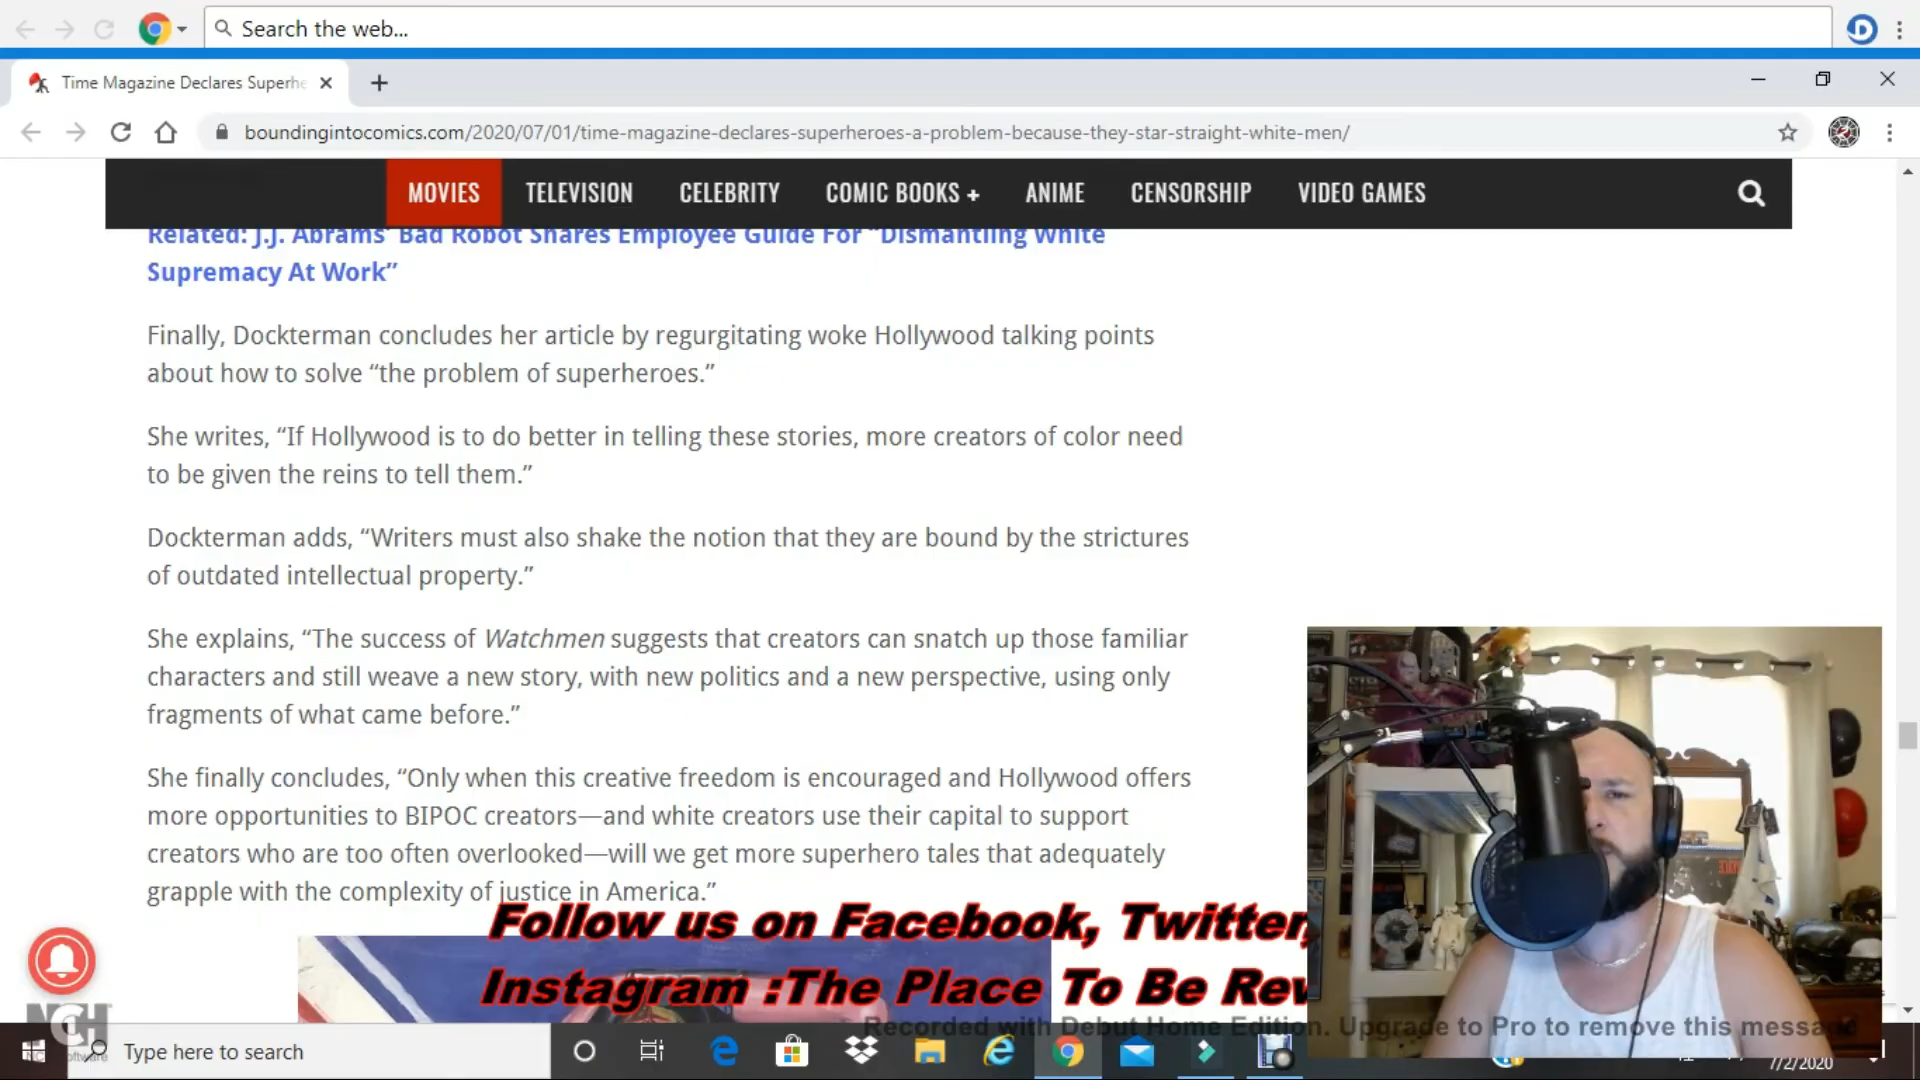 Search the web...
Time Magazine Declares Superhe
boundingintocomics.com/2020/07/01/time-magazine-declares-superheroes-a-problem-because-they-star-straight-white-men/
MOVIES TELEVISION CELEBRITY COMIC BOOKS + ANIME CENSORSHIP VIDEO GAMES
Related: J.J. Abrams’ Bad Robot Shares Employee Guide For “Dismantling White
Supremacy At Work”
Finally, Dockterman concludes her article by regurgitating woke Hollywood talking points
about how to solve “the problem of superheroes.”
She writes, “If Hollywood is to do better in telling these stories, more creators of color need
to be given the reins to tell them.”
Dockterman adds, “Writers must also shake the notion that they are bound by the strictures
of outdated intellectual property.”
She explains, “The success of Watchmen suggests that creators can snatch up those familiar
characters and still weave a new story, with new politics and a new perspective, using only
fragments of what came before.”
She finally concludes, “Only when this creative freedom is encouraged and Hollywood offers
more opportunities to BIPOC creators—and white creators use their capital to support
creators who are too often overlooked—will we get more superhero tales that adequately
grapple with the complexity of justice in America.”
Follow us on Facebook, Twitter,
Instagram :The Place To Be Rev
Recorded with Debut Home Edition. Upgrade to Pro to remove this message
NCH
Type here to search
7/2/2020